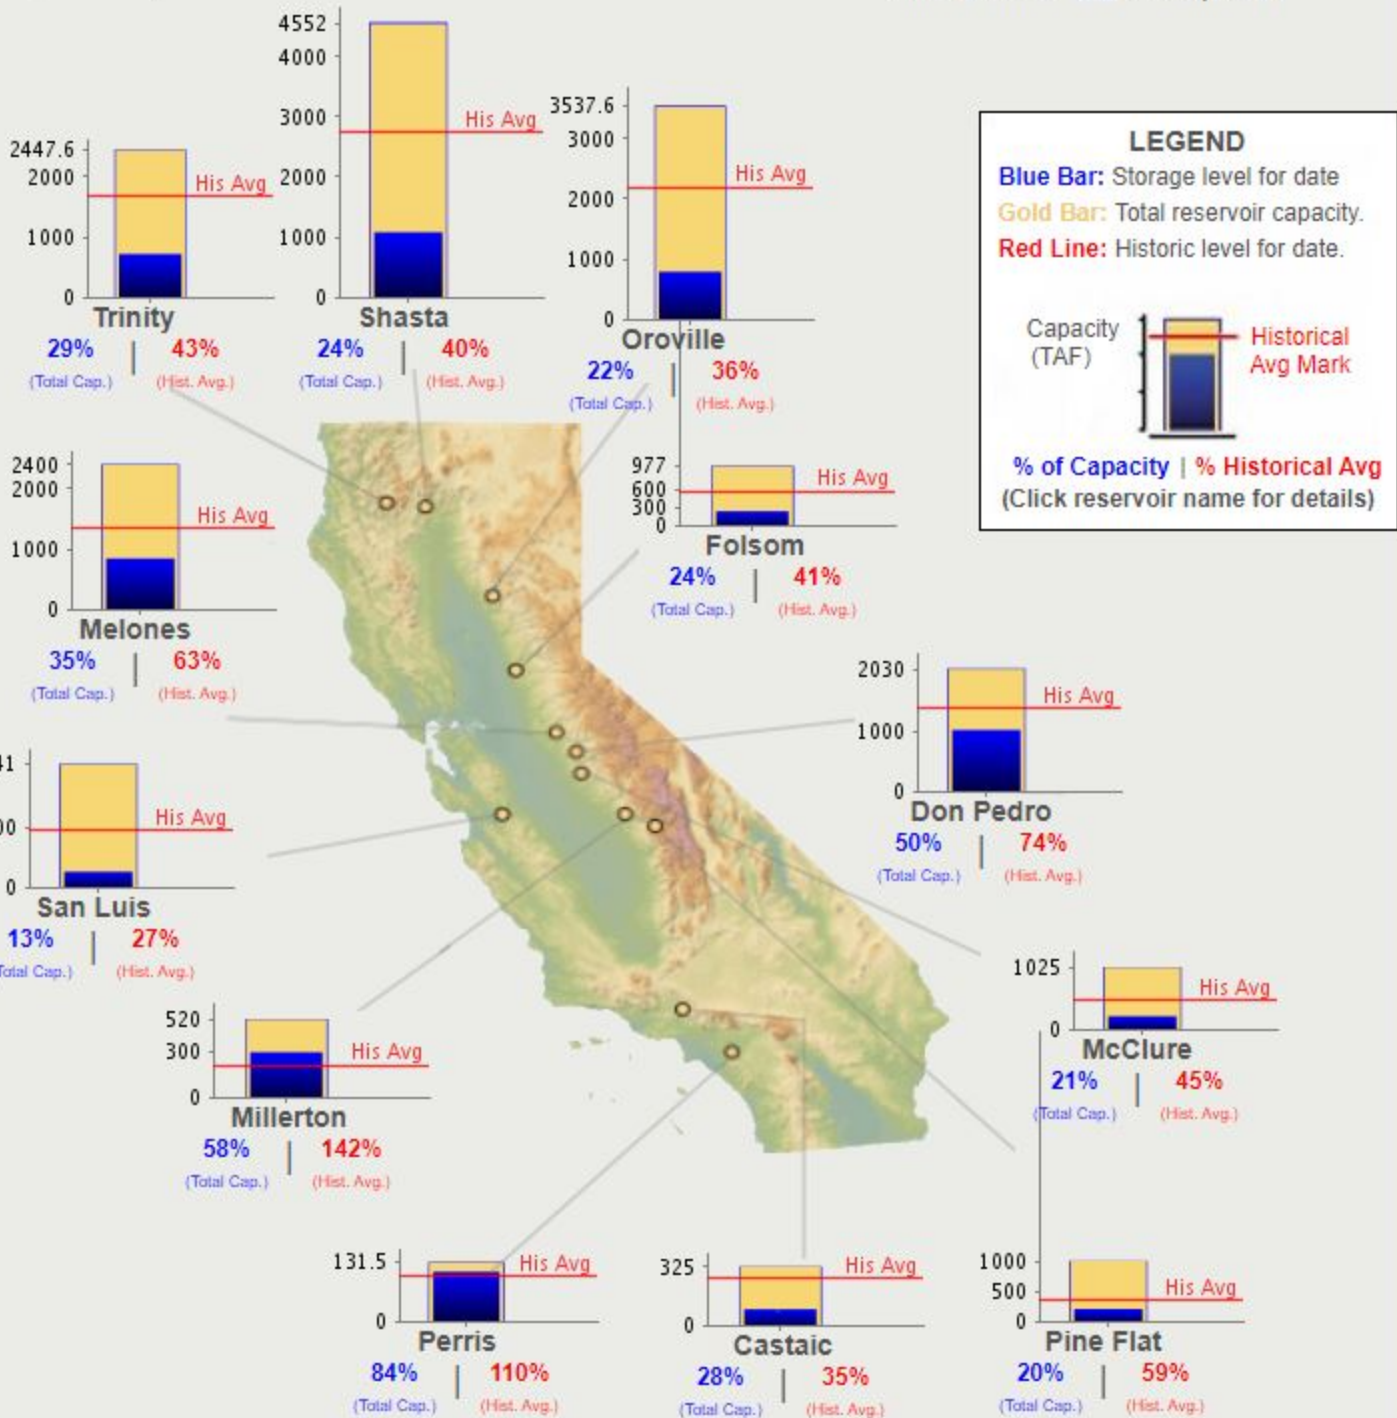 4552
4000
3000
2000
1000
0
His Avg
Shasta
24% | 40%
(Total Cap.) (Hist. Avg.)
3537.6
3000
2000
1000
0
His Avg
Oroville
22% | 36%
(Total Cap.) (Hist. Avg.)
2447.6
2000
1000
0
His Avg
Trinity
29% | 43%
(Total Cap.) (Hist. Avg.)
LEGEND
Blue Bar: Storage level for date
Gold Bar: Total reservoir capacity.
Red Line: Historic level for date.
Capacity
(TAF)
Historical
Avg Mark
% of Capacity | % Historical Avg
(Click reservoir name for details)
2400
2000
1000
0
His Avg
Melones
35% | 63%
(Total Cap.) (Hist. Avg.)
977
600
300
0
His Avg
Folsom
24% | 41%
(Total Cap.) (Hist. Avg.)
2030
1000
0
His Avg
Don Pedro
50% | 74%
(Total Cap.) (Hist. Avg.)
41
00
0
His Avg
San Luis
13% | 27%
Total Cap.) (Hist. Avg.)
1025
0
His Avg
McClure
21% | 45%
(Total Cap.) (Hist. Avg.)
520
300
0
His Avg
Millerton
58% | 142%
(Total Cap.) (Hist. Avg.)
131.5
0
His Avg
Perris
84% | 110%
(Total Cap.) (Hist. Avg.)
325
0
His Avg
Castaic
28% | 35%
(Total Cap.) (Hist. Avg.)
1000
500
0
His Avg
Pine Flat
20% | 59%
(Total Cap.) (Hist. Avg.)